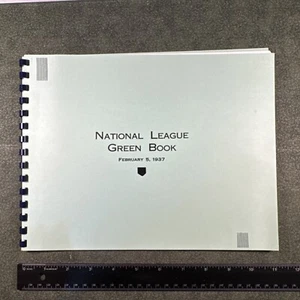 National League
Green Book
February 5, 1937